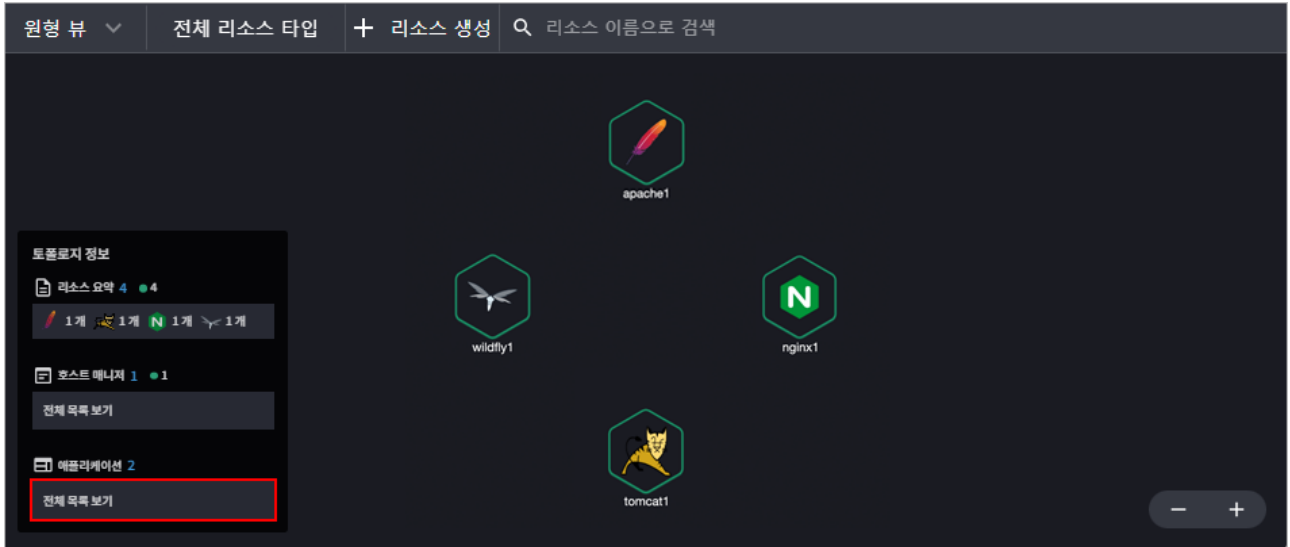 원형 뷰 전체 리소스 타입 + 리소스 생성 리소스 이름으로 검색
apache1
토폴로지 정보
리소스 요약 4 4
1개 1개 N 1개 1개
wildfly1
N
nginx1
호스트 매니저 1 1
전체 목록 보기
애플리케이션 2
전체 목록 보기
tomcat1
- +